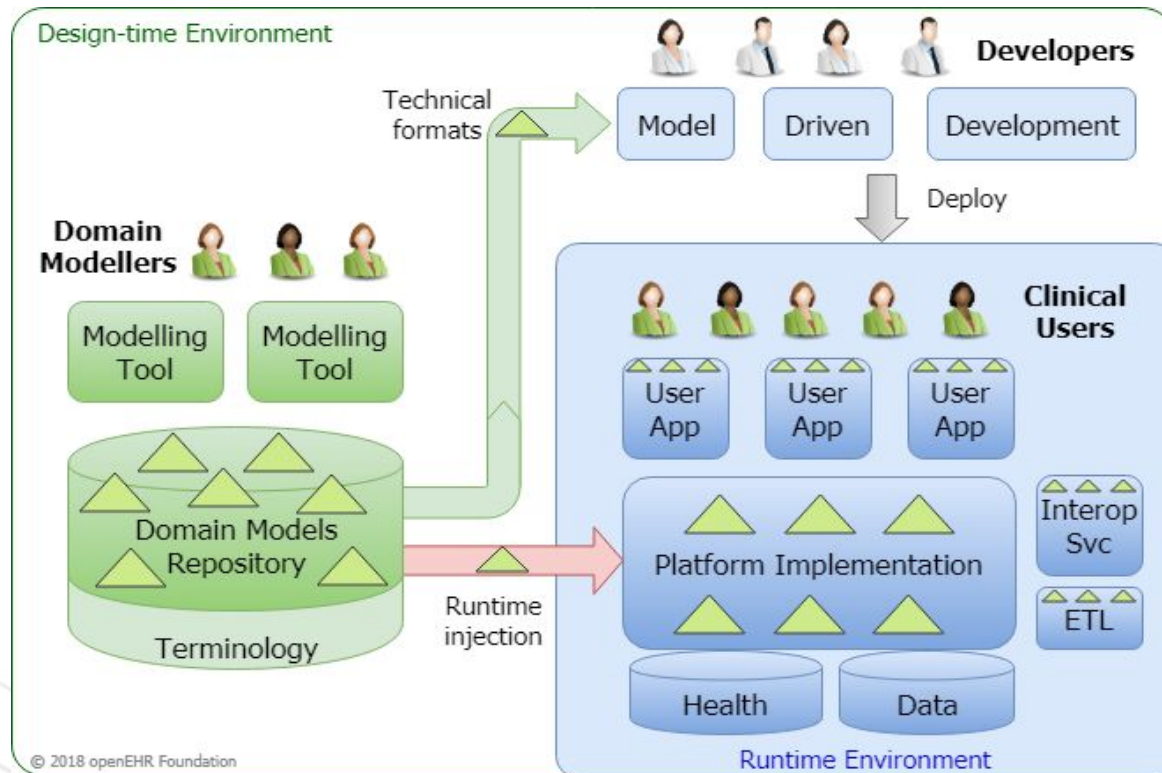 Design-time Environment
Developers
Technical
formats
Model
Driven
Development
Deploy
Domain
Modellers
Modelling
Tool
Modelling
Tool
Clinical
Users
User
App
User
App
User
App
Domain Models
Repository
Terminology
Runtime
injection
Platform Implementation
Interop
Svc
ETL
Health
Data
© 2018 openEHR Foundation
Runtime Environment